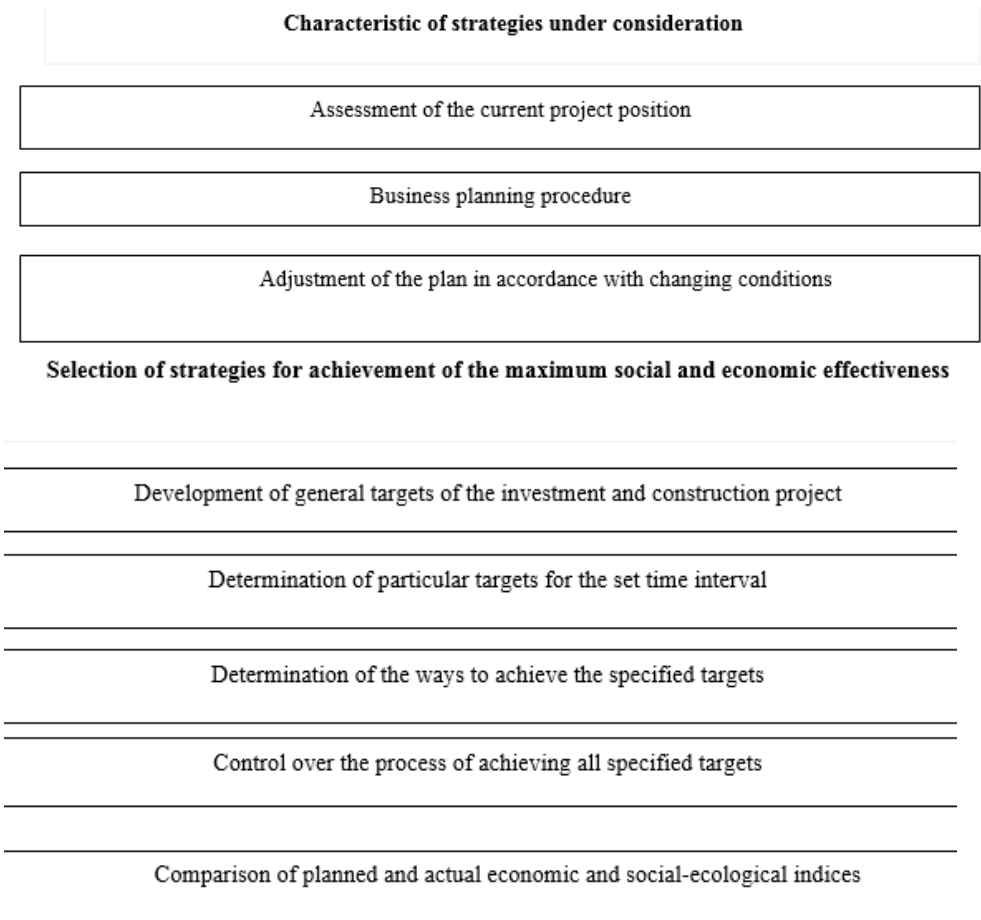 Characteristic of strategies under consideration
Assessment of the current project position
Business planning procedure
Adjustment of the plan in accordance with changing conditions
Selection of strategies for achievement of the maximum social and economic effectiveness
Development of general targets of the investment and construction project
Determination of particular targets for the set time interval
Determination of the ways to achieve the specified targets
Control over the process of achieving all specified targets
Comparison of planned and actual economic and social-ecological indices